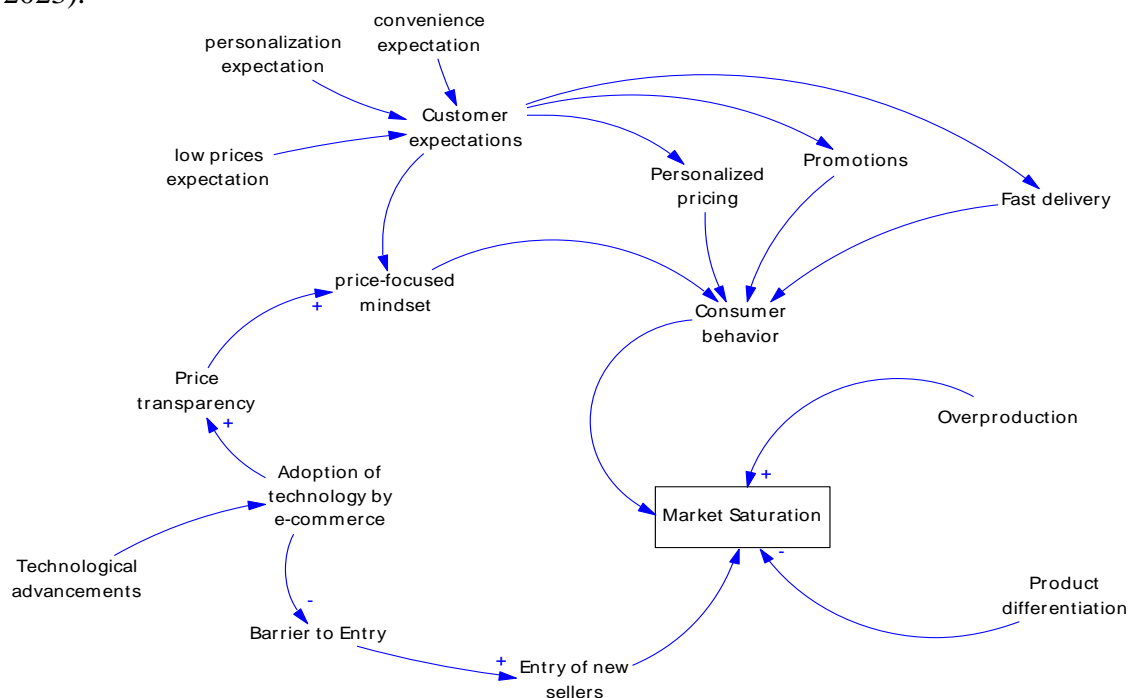 2023).
convenience
expectation
personalization
expectation
Customer
expectations
low prices
expectation
Personalized
pricing
Promotions
Fast delivery
price-focused
mindset
+
Consumer
behavior
Price
transparency
+
Overproduction
+
Adoption of
technology by
e-commerce
Market Saturation
-
Technological
advancements
-
Product
differentiation
Barrier to Entry
+
Entry of new
sellers